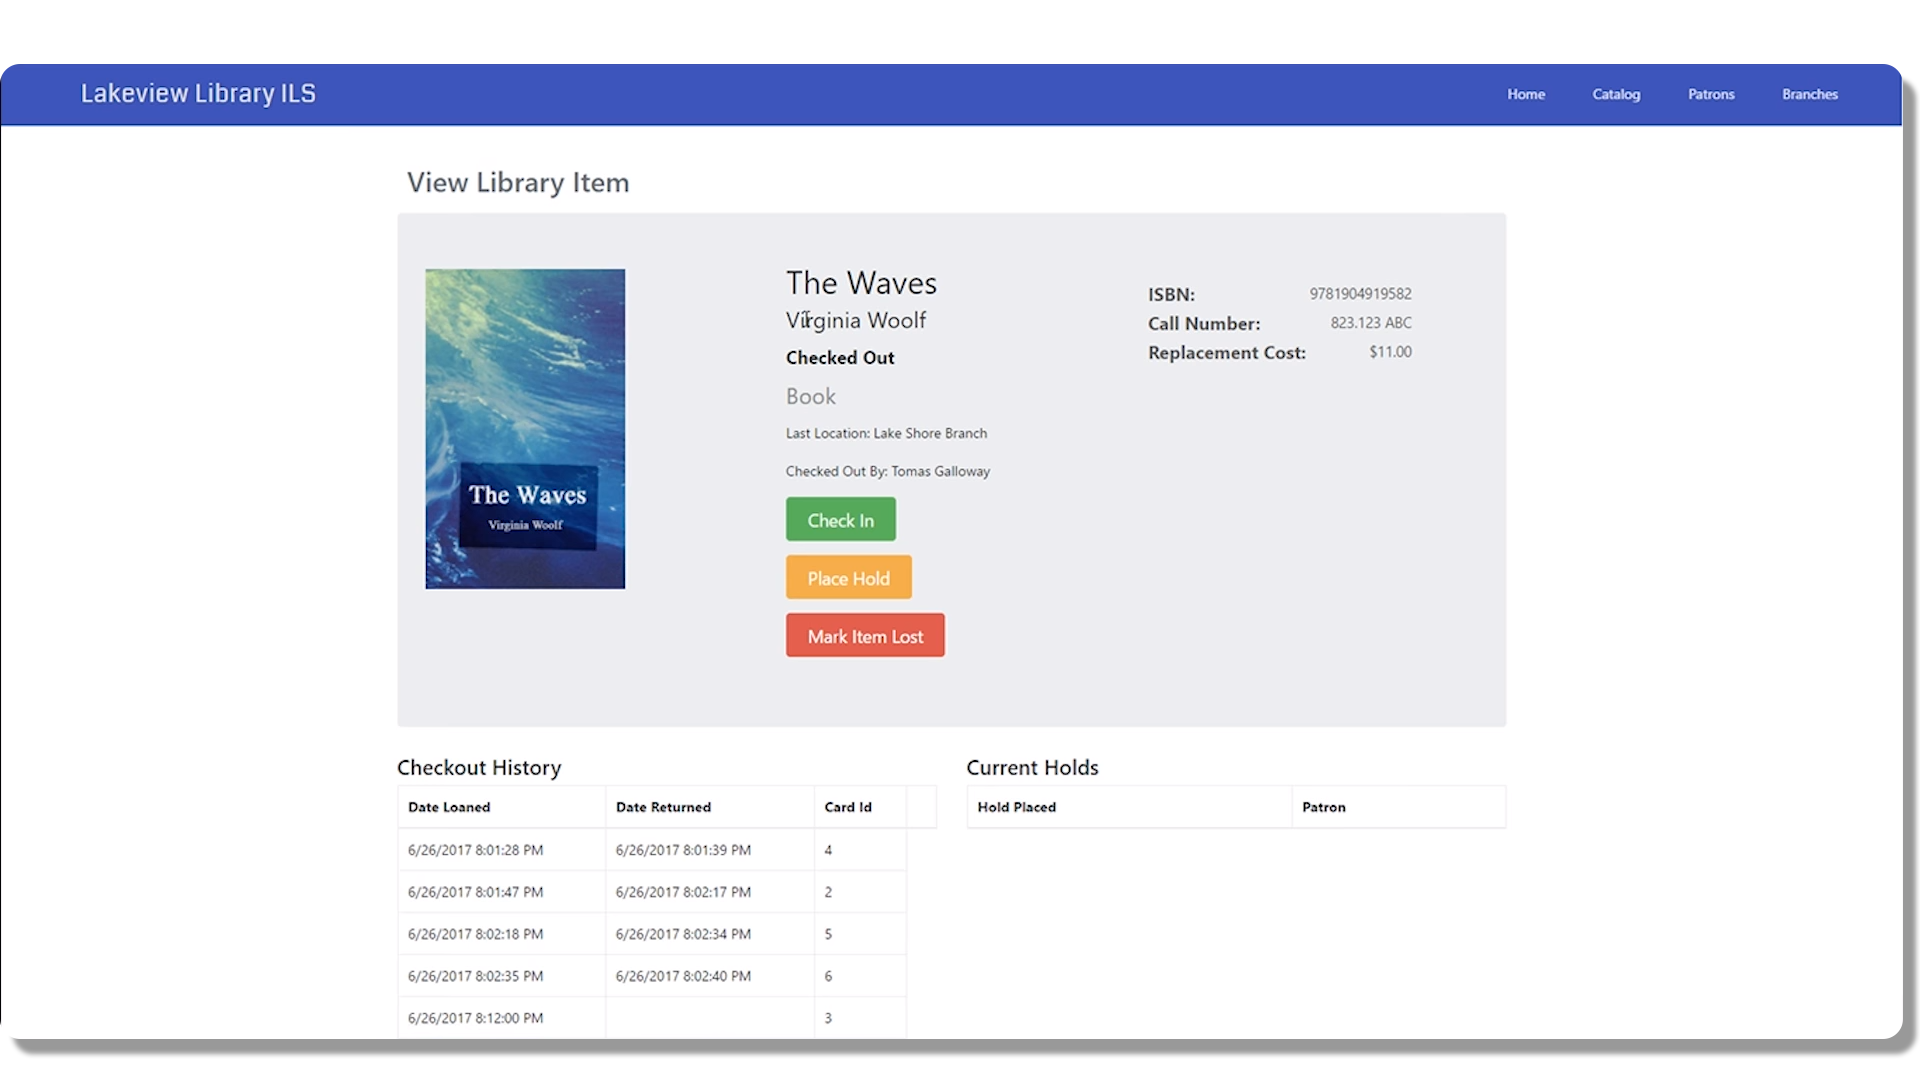 Lakeview Library ILS
Home Catalog Patrons Branches
View Library Item
The Waves
Virginia Woolf
The Waves
Virginia Woolf
Checked Out
Book
Last Location: Lake Shore Branch
Checked Out By: Tomas Galloway
Check In
Place Hold
Mark Item Lost
ISBN: 9781904919582
Call Number: 823.123 ABC
Replacement Cost: $11.00
Checkout History
Date Loaned Date Returned Card Id
6/26/2017 8:01:28 PM 6/26/2017 8:01:39 PM 4
6/26/2017 8:01:47 PM 6/26/2017 8:02:17 PM 2
6/26/2017 8:02:18 PM 6/26/2017 8:02:34 PM 5
6/26/2017 8:02:35 PM 6/26/2017 8:02:40 PM 6
6/26/2017 8:12:00 PM 3
Current Holds
Hold Placed Patron